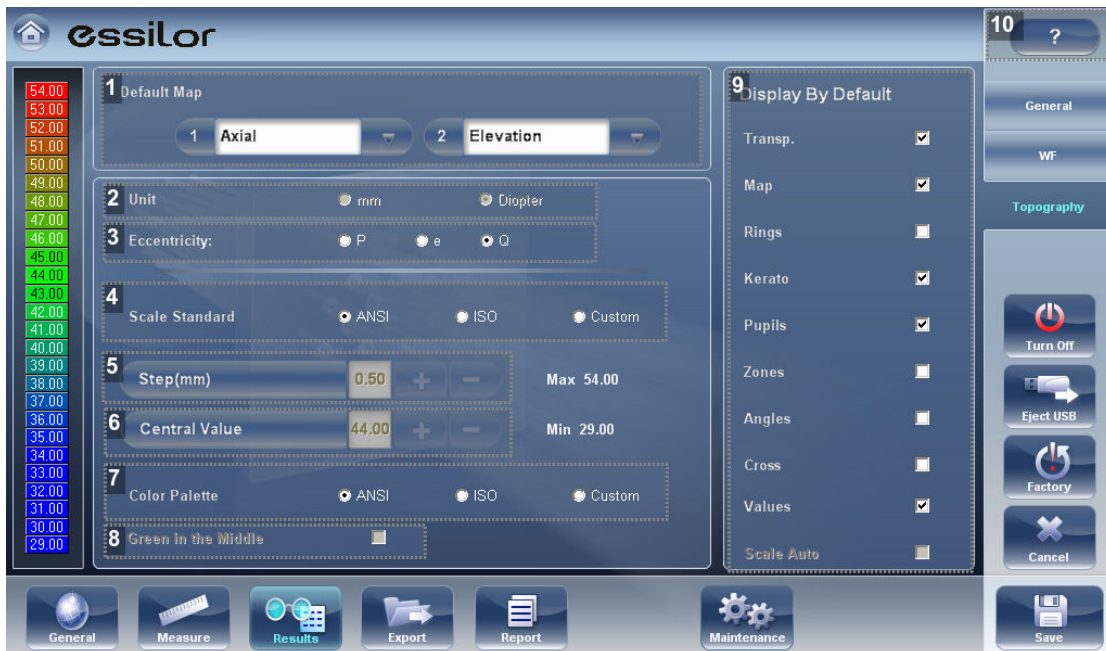 essilor
10
?
54.00
53.00
52.00
51.00
50.00
49.00
48.00
47.00
46.00
45.00
44.00
43.00
42.00
41.00
40.00
39.00
38.00
37.00
36.00
35.00
34.00
33.00
32.00
31.00
30.00
29.00
1 Default Map
1 Axial 2 Elevation
2 Unit mm Diopter
3 Eccentricity: P e Q
4
Scale Standard ANSI ISO Custom
5 Step(mm) 0.50 + - Max 54.00
6 Central Value 44.00 + - Min 29.00
7
Color Palette ANSI ISO Custom
8 Green in the Middle
9 Display By Default
Transp.
Map
Rings
Kerato
Pupils
Zones
Angles
Cross
Values
Scale Auto
General
WF
Topography
Turn Off
Eject USB
Factory
Cancel
General
Measure
Results
Export
Report
Maintenance
Save